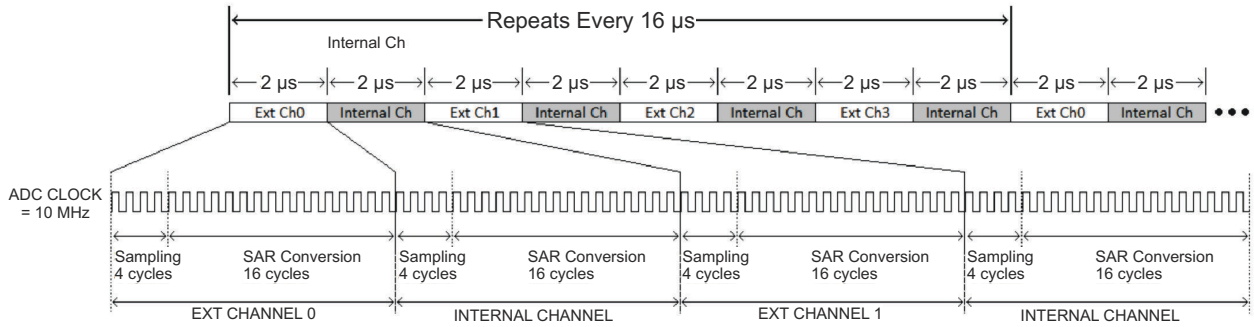 Repeats Every 16 µs
Internal Ch
2 µs 2 µs 2 µs 2 µs 2 µs 2 µs 2 µs 2 µs 2 µs 2 µs
Ext Ch0 Internal Ch Ext Ch1 Internal Ch Ext Ch2 Internal Ch Ext Ch3 Internal Ch Ext Ch0 Internal Ch
ADC CLOCK
= 10 MHz
Sampling SAR Conversion Sampling SAR Conversion Sampling SAR Conversion Sampling SAR Conversion
4 cycles 16 cycles 4 cycles 16 cycles 4 cycles 16 cycles 4 cycles 16 cycles
EXT CHANNEL 0 INTERNAL CHANNEL EXT CHANNEL 1 INTERNAL CHANNEL